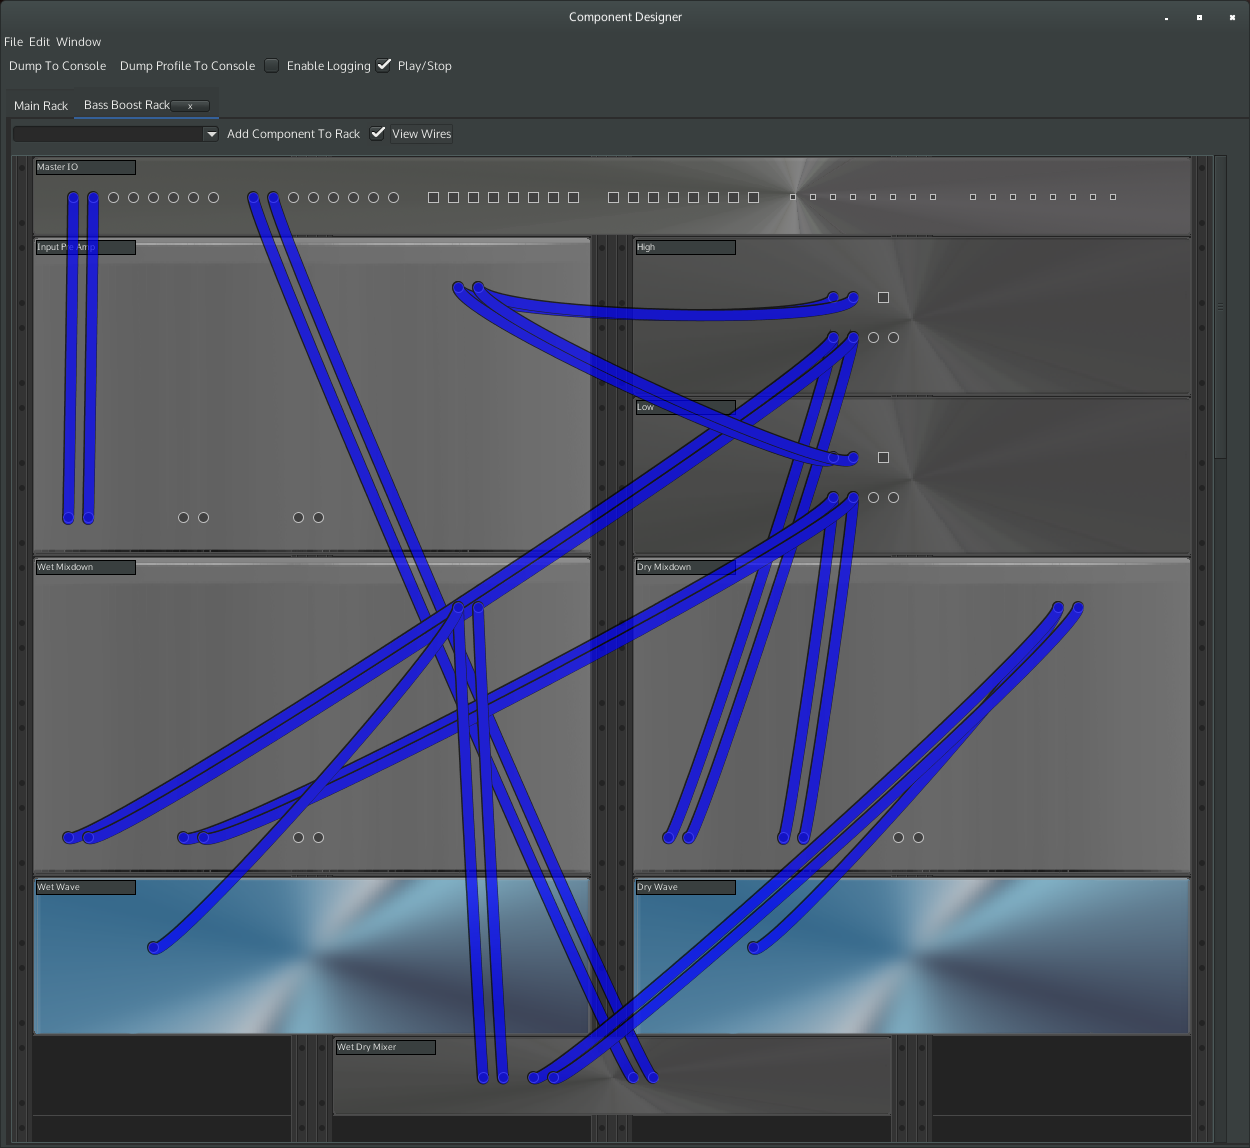 Component Designer
File Edit Window
Dump To Console Dump Profile To Console Enable Logging Play/Stop
Main Rack Bass Boost Rack x
Add Component To Rack View Wires
Master IO
Input Pre Amp High
Low
Wet Mixdown Dry Mixdown
Wet Wave Dry Wave
Wet Dry Mixer